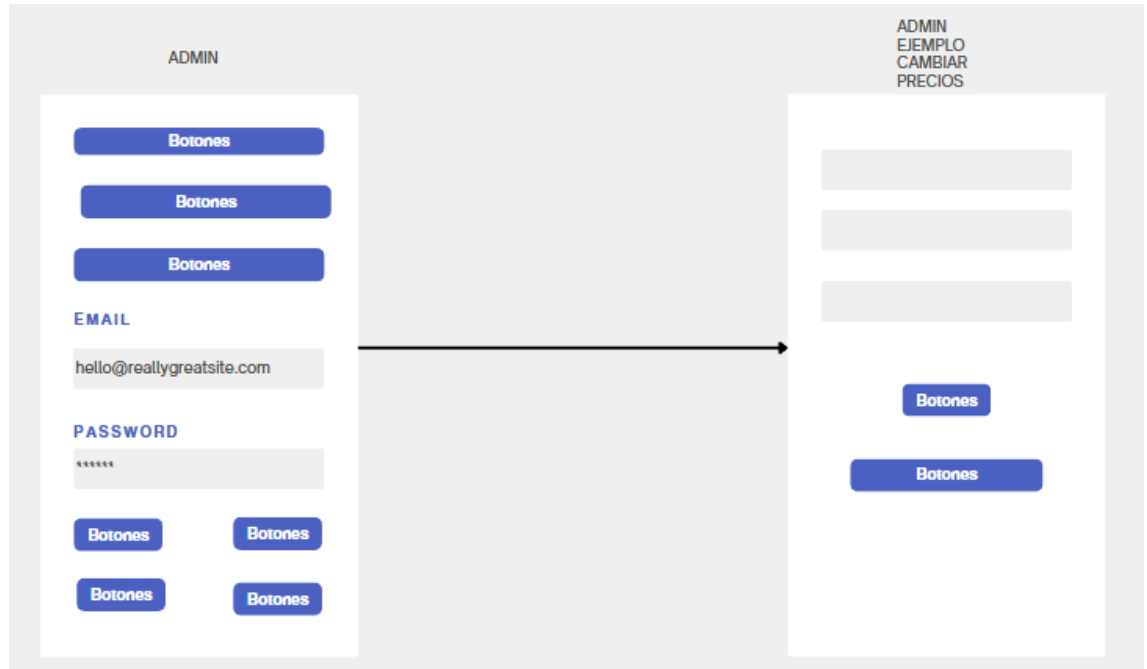 ADMIN
Botones
Botones
Botones
EMAIL
hello@reallygreatsite.com
PASSWORD
******
Botones
Botones
Botones
Botones
ADMIN
EJEMPLO
CAMBIAR
PRECIOS
Botones
Botones